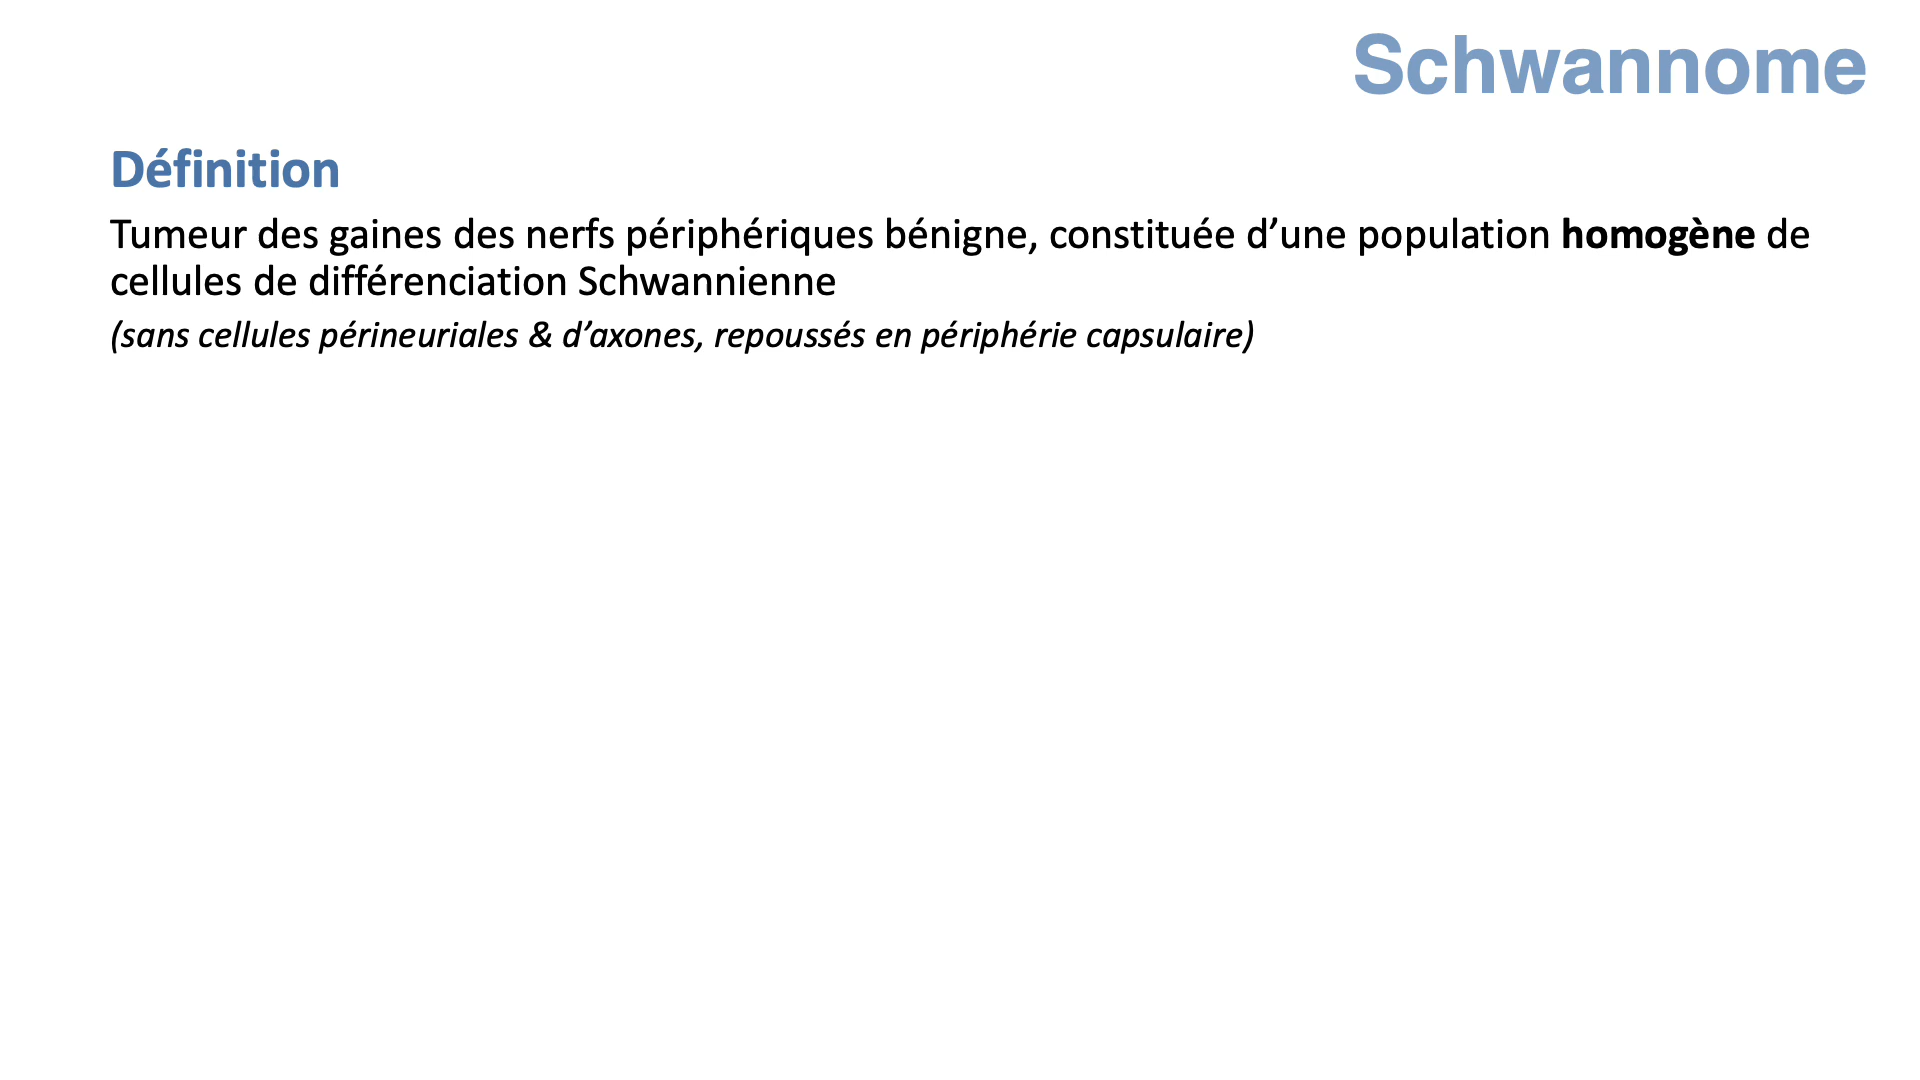 Schwannome
Définition
Tumeur des gaines des nerfs périphériques bénigne, constituée d’une population homogène de
cellules de différenciation Schwannienne
(sans cellules périneuriales & d’axones, repoussés en périphérie capsulaire)